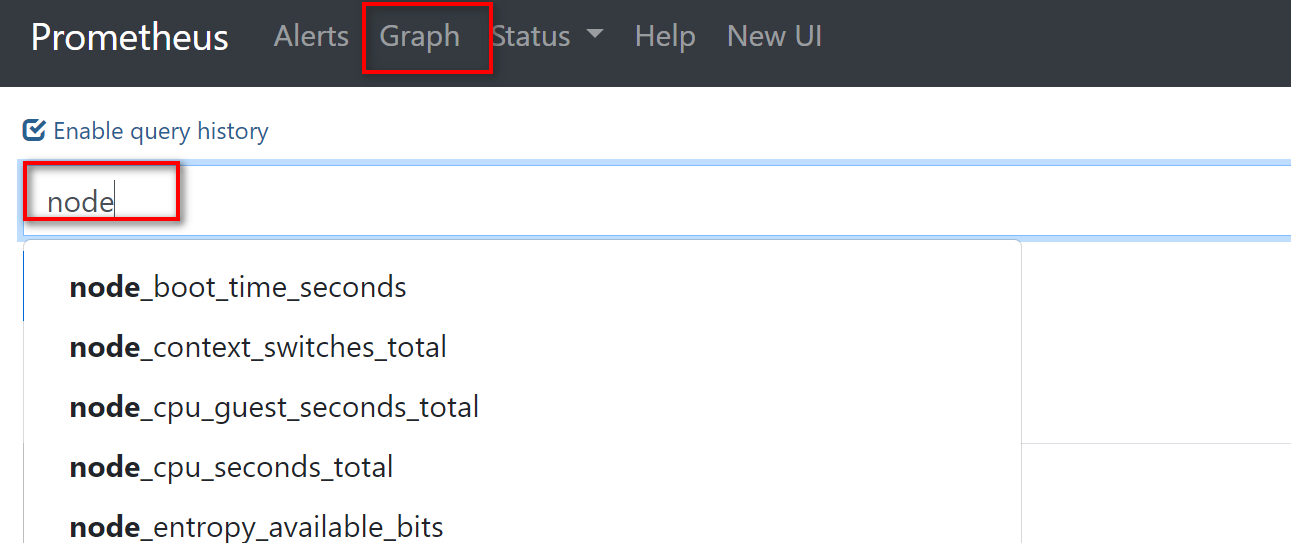 Prometheus Alerts Graph Status Help New UI
Enable query history
node
node_boot_time_seconds
node_context_switches_total
node_cpu_guest_seconds_total
node_cpu_seconds_total
node_entropy_available_bits